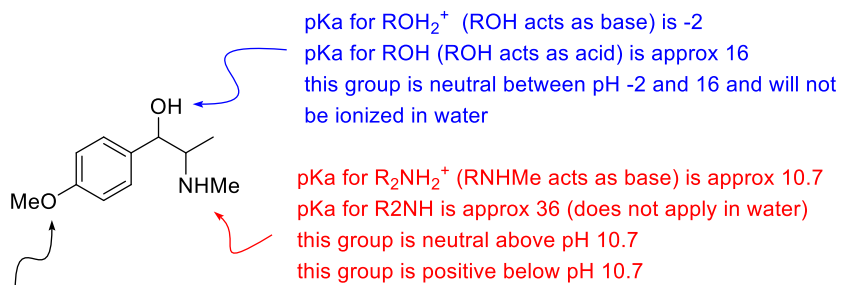 pKa for ROH₂⁺ (ROH acts as base) is -2
pKa for ROH (ROH acts as acid) is approx 16
this group is neutral between pH -2 and 16 and will not
be ionized in water
OH
NHMe
MeO
pKa for R₂NH₂⁺ (RNHMe acts as base) is approx 10.7
pKa for R2NH is approx 36 (does not apply in water)
this group is neutral above pH 10.7
this group is positive below pH 10.7